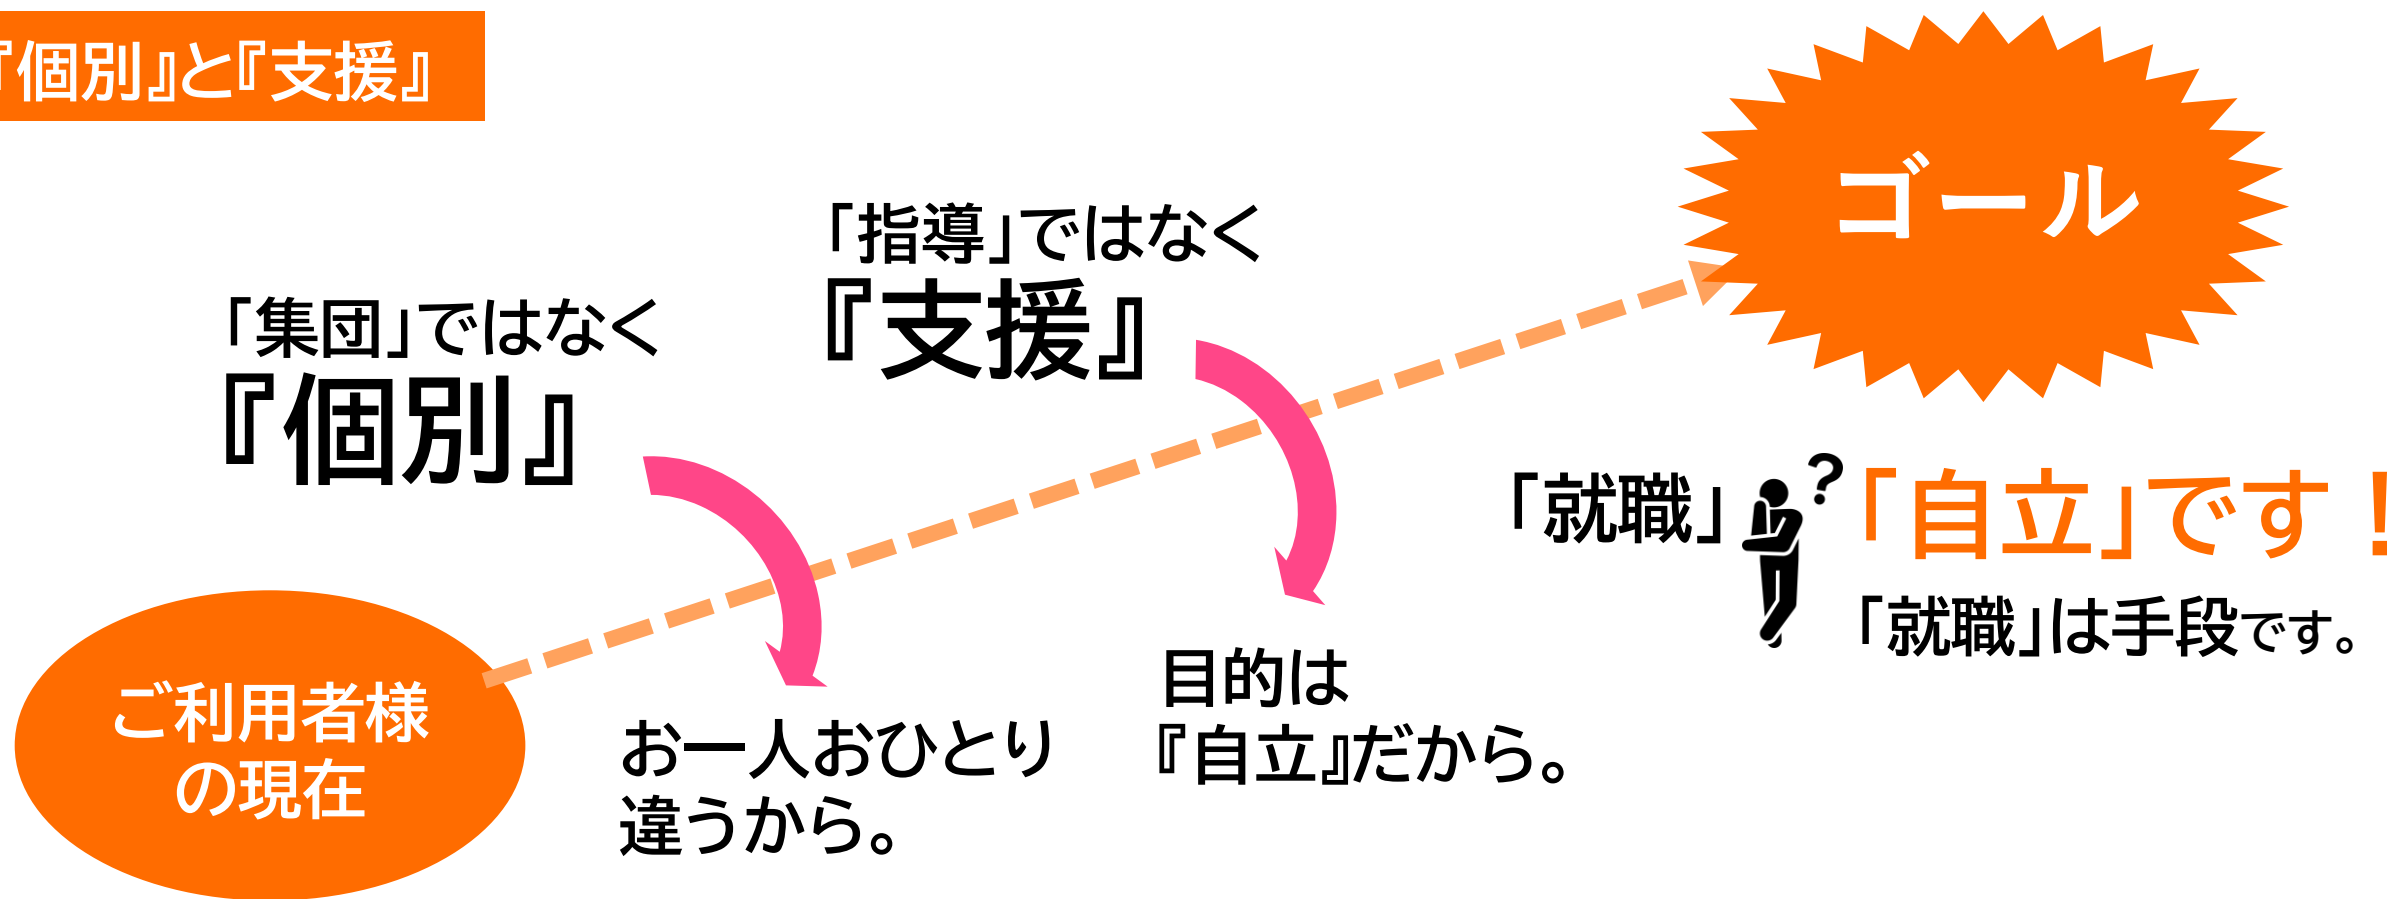 『個別』と『支援』
「集団」ではなく
『個別』
「指導」ではなく
『支援』
ゴール
「就職」
?
「自立」です！
「就職」は手段です。
ご利用者様
の現在
お一人おひとり
違うから。
目的は
『自立』だから。